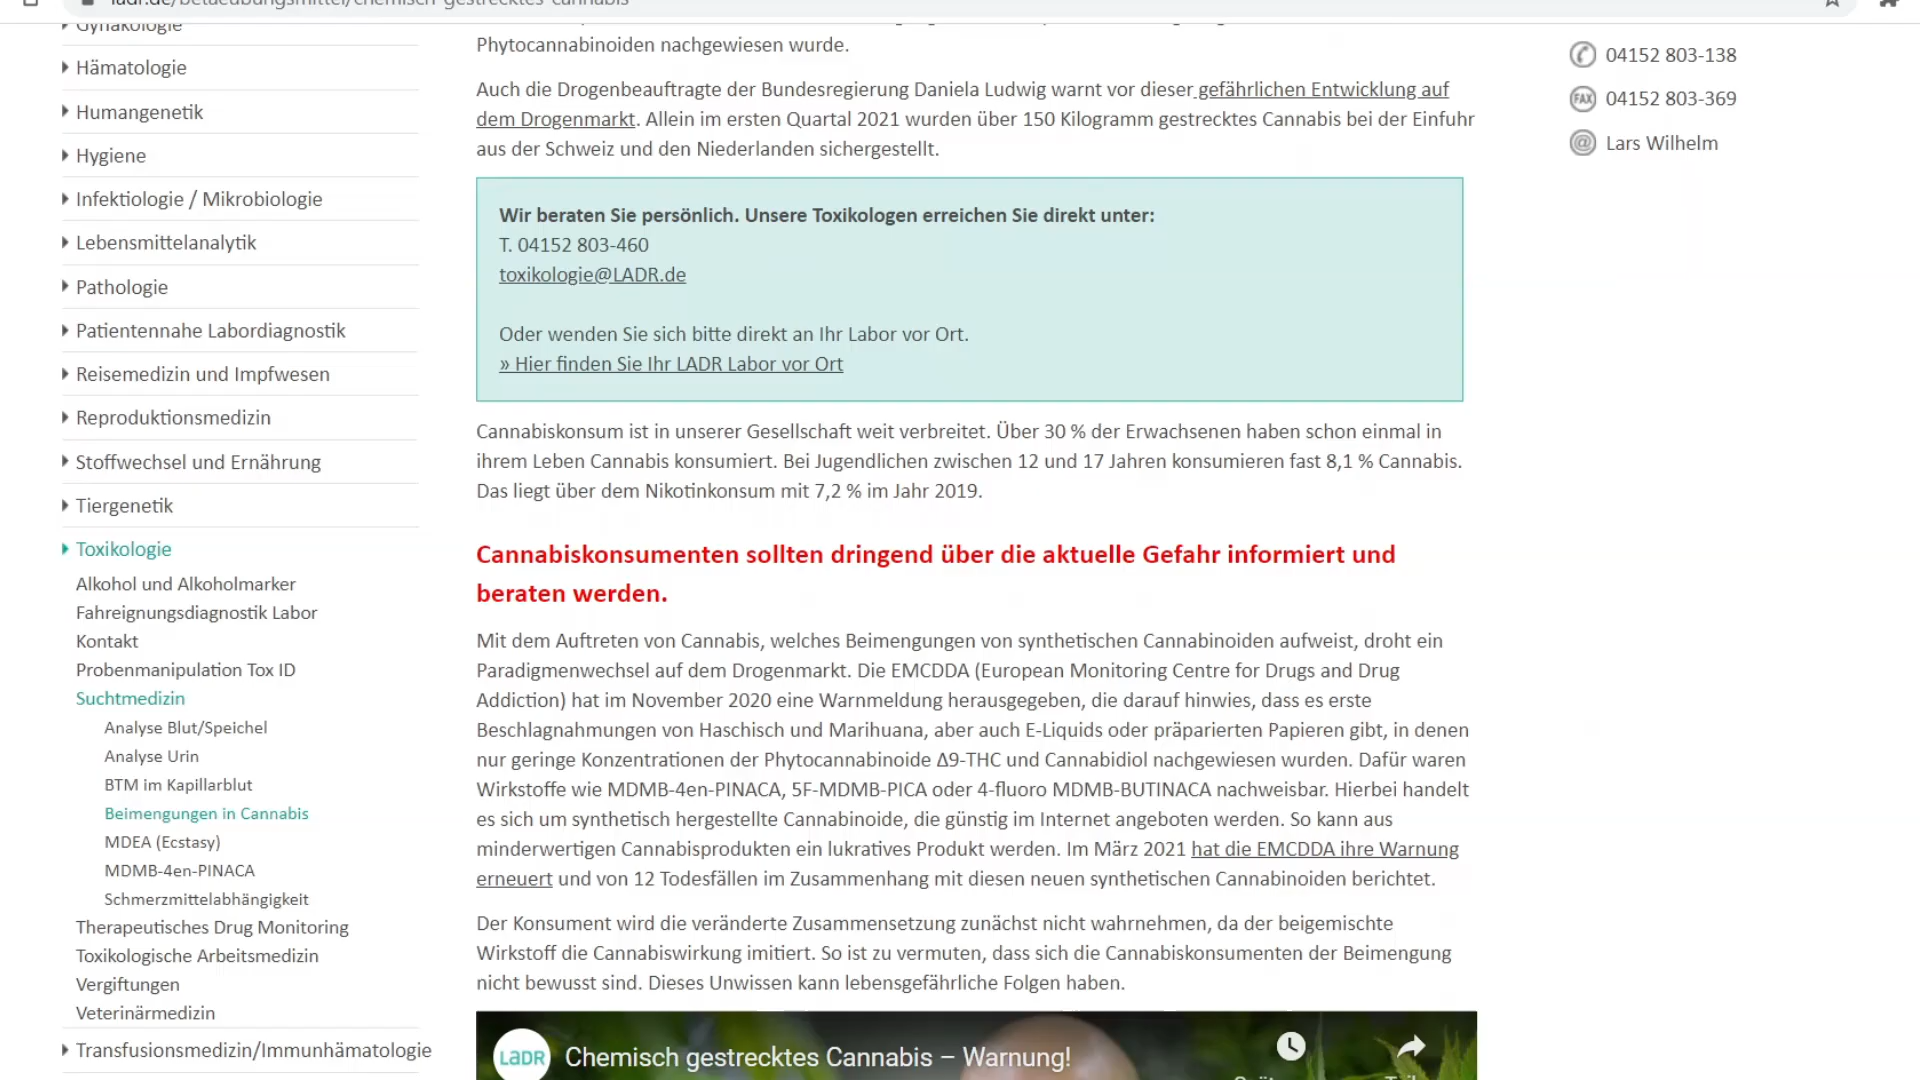 ladr.de/betaeubungsmittel/chemisch-gestrecktes-cannabis
Gynäkologie
Hämatologie
Humangenetik
Hygiene
Infektiologie / Mikrobiologie
Lebensmittelanalytik
Pathologie
Patientennahe Labordiagnostik
Reisemedizin und Impfwesen
Reproduktionsmedizin
Stoffwechsel und Ernährung
Tiergenetik
Toxikologie
Alkohol und Alkoholmarker
Fahreignungsdiagnostik Labor
Kontakt
Probenmanipulation Tox ID
Suchtmedizin
Analyse Blut/Speichel
Analyse Urin
BTM im Kapillarblut
Beimengungen in Cannabis
MDEA (Ecstasy)
MDMB-4en-PINACA
Schmerzmittelabhängigkeit
Therapeutisches Drug Monitoring
Toxikologische Arbeitsmedizin
Vergiftungen
Veterinärmedizin
Transfusionsmedizin/Immunhämatologie
Phytocannabinoiden nachgewiesen wurde.
Auch die Drogenbeauftragte der Bundesregierung Daniela Ludwig warnt vor dieser gefährlichen Entwicklung auf
dem Drogenmarkt. Allein im ersten Quartal 2021 wurden über 150 Kilogramm gestrecktes Cannabis bei der Einfuhr
aus der Schweiz und den Niederlanden sichergestellt.
Wir beraten Sie persönlich. Unsere Toxikologen erreichen Sie direkt unter:
T. 04152 803-460
toxikologie@LADR.de
Oder wenden Sie sich bitte direkt an Ihr Labor vor Ort.
» Hier finden Sie Ihr LADR Labor vor Ort
Cannabiskonsum ist in unserer Gesellschaft weit verbreitet. Über 30 % der Erwachsenen haben schon einmal in
ihrem Leben Cannabis konsumiert. Bei Jugendlichen zwischen 12 und 17 Jahren konsumieren fast 8,1 % Cannabis.
Das liegt über dem Nikotinkonsum mit 7,2 % im Jahr 2019.
Cannabiskonsumenten sollten dringend über die aktuelle Gefahr informiert und
beraten werden.
Mit dem Auftreten von Cannabis, welches Beimengungen von synthetischen Cannabinoiden aufweist, droht ein
Paradigmenwechsel auf dem Drogenmarkt. Die EMCDDA (European Monitoring Centre for Drugs and Drug
Addiction) hat im November 2020 eine Warnmeldung herausgegeben, die darauf hinwies, dass es erste
Beschlagnahmungen von Haschisch und Marihuana, aber auch E-Liquids oder präparierten Papieren gibt, in denen
nur geringe Konzentrationen der Phytocannabinoide Δ9-THC und Cannabidiol nachgewiesen wurden. Dafür waren
Wirkstoffe wie MDMB-4en-PINACA, 5F-MDMB-PICA oder 4-fluoro MDMB-BUTINACA nachweisbar. Hierbei handelt
es sich um synthetisch hergestellte Cannabinoide, die günstig im Internet angeboten werden. So kann aus
minderwertigen Cannabisprodukten ein lukratives Produkt werden. Im März 2021 hat die EMCDDA ihre Warnung
erneuert und von 12 Todesfällen im Zusammenhang mit diesen neuen synthetischen Cannabinoiden berichtet.
Der Konsument wird die veränderte Zusammensetzung zunächst nicht wahrnehmen, da der beigemischte
Wirkstoff die Cannabiswirkung imitiert. So ist zu vermuten, dass sich die Cannabiskonsumenten der Beimengung
nicht bewusst sind. Dieses Unwissen kann lebensgefährliche Folgen haben.
LADR
Chemisch gestrecktes Cannabis – Warnung!
04152 803-138
FAX 04152 803-369
@ Lars Wilhelm